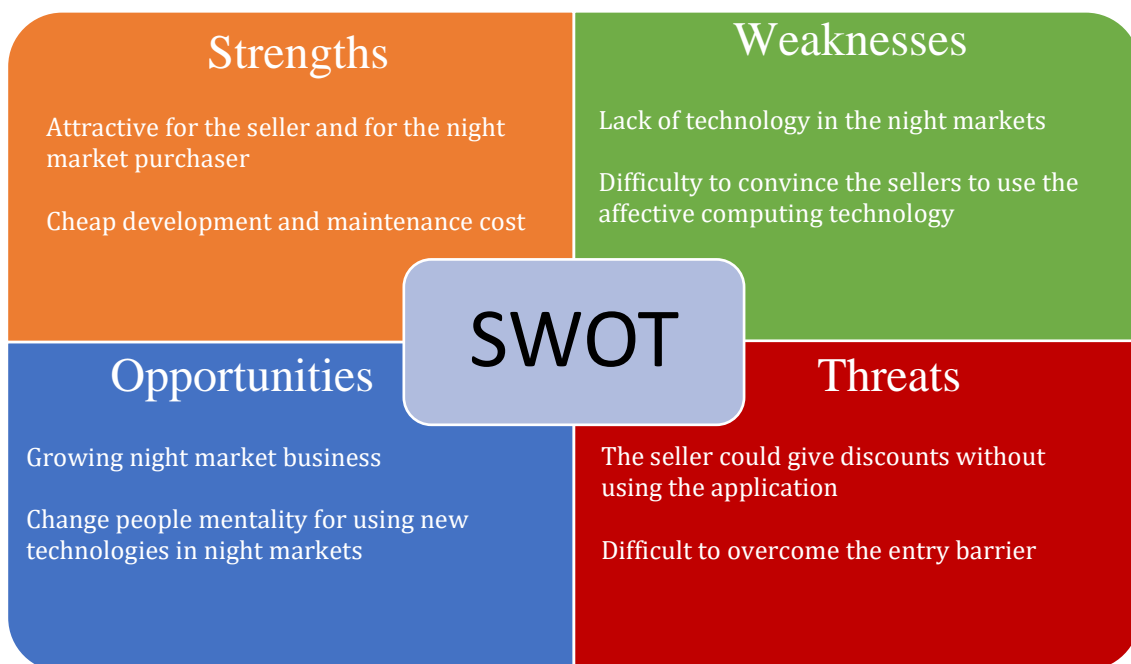 Strengths
Attractive for the seller and for the night
market purchaser
Cheap development and maintenance cost
Weaknesses
Lack of technology in the night markets
Difficulty to convince the sellers to use the
affective computing technology
SWOT
Opportunities
Growing night market business
Change people mentality for using new
technologies in night markets
Threats
The seller could give discounts without
using the application
Difficult to overcome the entry barrier